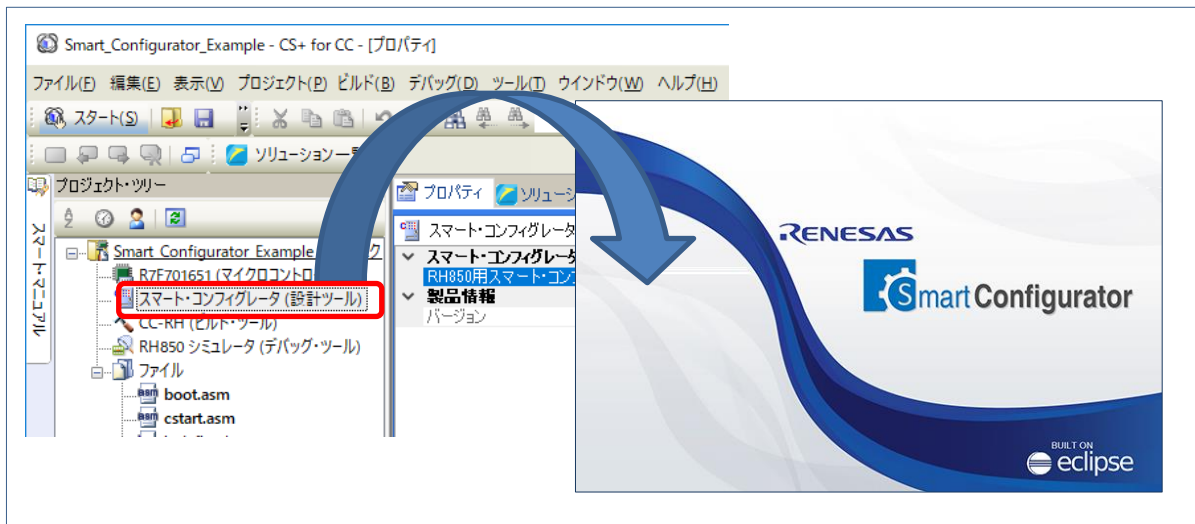 Smart_Configurator_Example - CS+ for CC - [プロパティ]
ファイル(F) 編集(E) 表示(V) プロジェクト(P) ビルド(B) デバッグ(D) ツール(T) ウインドウ(W) ヘルプ(H)
スタート(S)
ソリューション一
プロジェクト・ツリー
スマート・マニュアル
Smart_Configurator_Example
R7F701651 (マイクロコントロ
スマート・コンフィグレータ (設計ツール)
CC-RH (ビルド・ツール)
RH850 シミュレータ (デバッグ・ツール)
ファイル
boot.asm
cstart.asm
プロパティ ソリューシ
スマート・コンフィグレータ
スマート・コンフィグレータ
RH850用スマート・コン
製品情報
バージョン
RENESAS
Smart Configurator
BUILT ON
eclipse